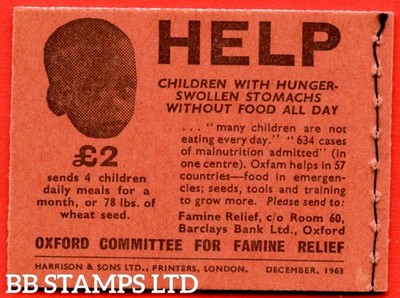 HELP
CHILDREN WITH HUNGER-
SWOLLEN STOMACHS
WITHOUT FOOD ALL DAY
£2
sends 4 children
daily meals for a
month, or 78 lbs. of
wheat seed.
. . . "many children are not
eating every day." "634 cases
of malnutrition admitted" (in
one centre). Oxfam helps in 57
countries—food in emergen-
cies; seeds, tools and training
to grow more. Please send to:
Famine Relief, c/o Room 60,
Barclays Bank Ltd., Oxford
OXFORD COMMITTEE FOR FAMINE RELIEF
HARRISON & SONS LTD., PRINTERS, LONDON. DECEMBER, 1963
BB STAMPS LTD